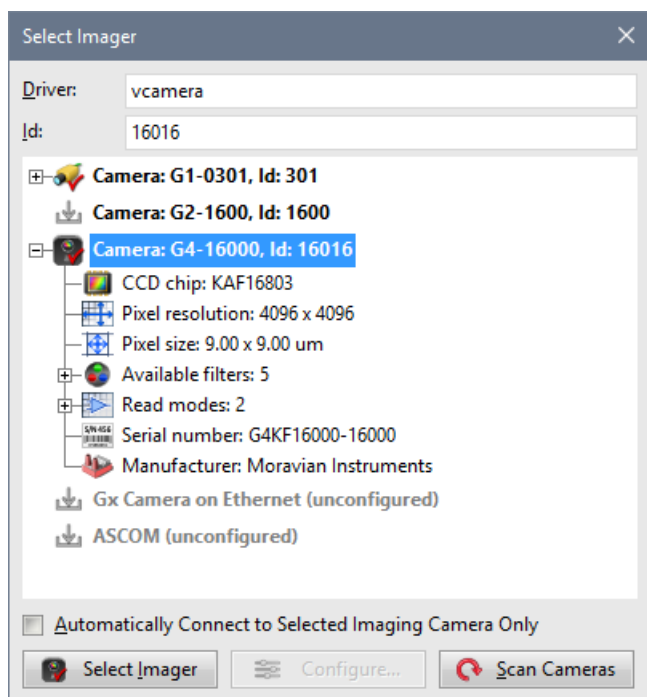 Select Imager
Driver: vcamera
Id: 16016
Camera: G1-0301, Id: 301
Camera: G2-1600, Id: 1600
Camera: G4-16000, Id: 16016
CCD chip: KAF16803
Pixel resolution: 4096 x 4096
Pixel size: 9.00 x 9.00 um
Available filters: 5
Read modes: 2
S/N 456
Serial number: G4KF16000-16000
Manufacturer: Moravian Instruments
Gx Camera on Ethernet (unconfigured)
ASCOM (unconfigured)
Automatically Connect to Selected Imaging Camera Only
Select Imager Configure... Scan Cameras